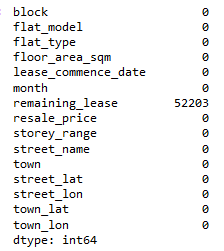 block 0
flat_model 0
flat_type 0
floor_area_sqm 0
lease_commence_date 0
month 0
remaining_lease 52203
resale_price 0
storey_range 0
street_name 0
town 0
street_lat 0
street_lon 0
town_lat 0
town_lon 0
dtype: int64